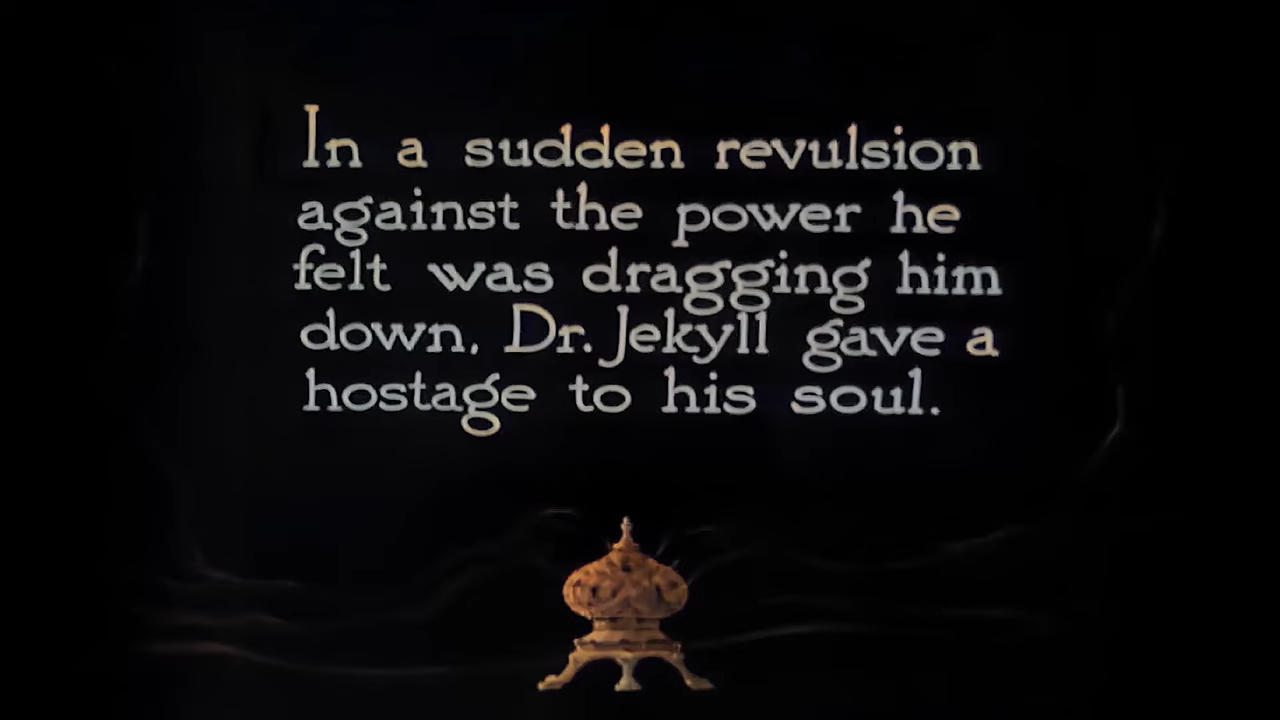 In a sudden revulsion
against the power he
felt was dragging him
down, Dr. Jekyll gave a
hostage to his soul.